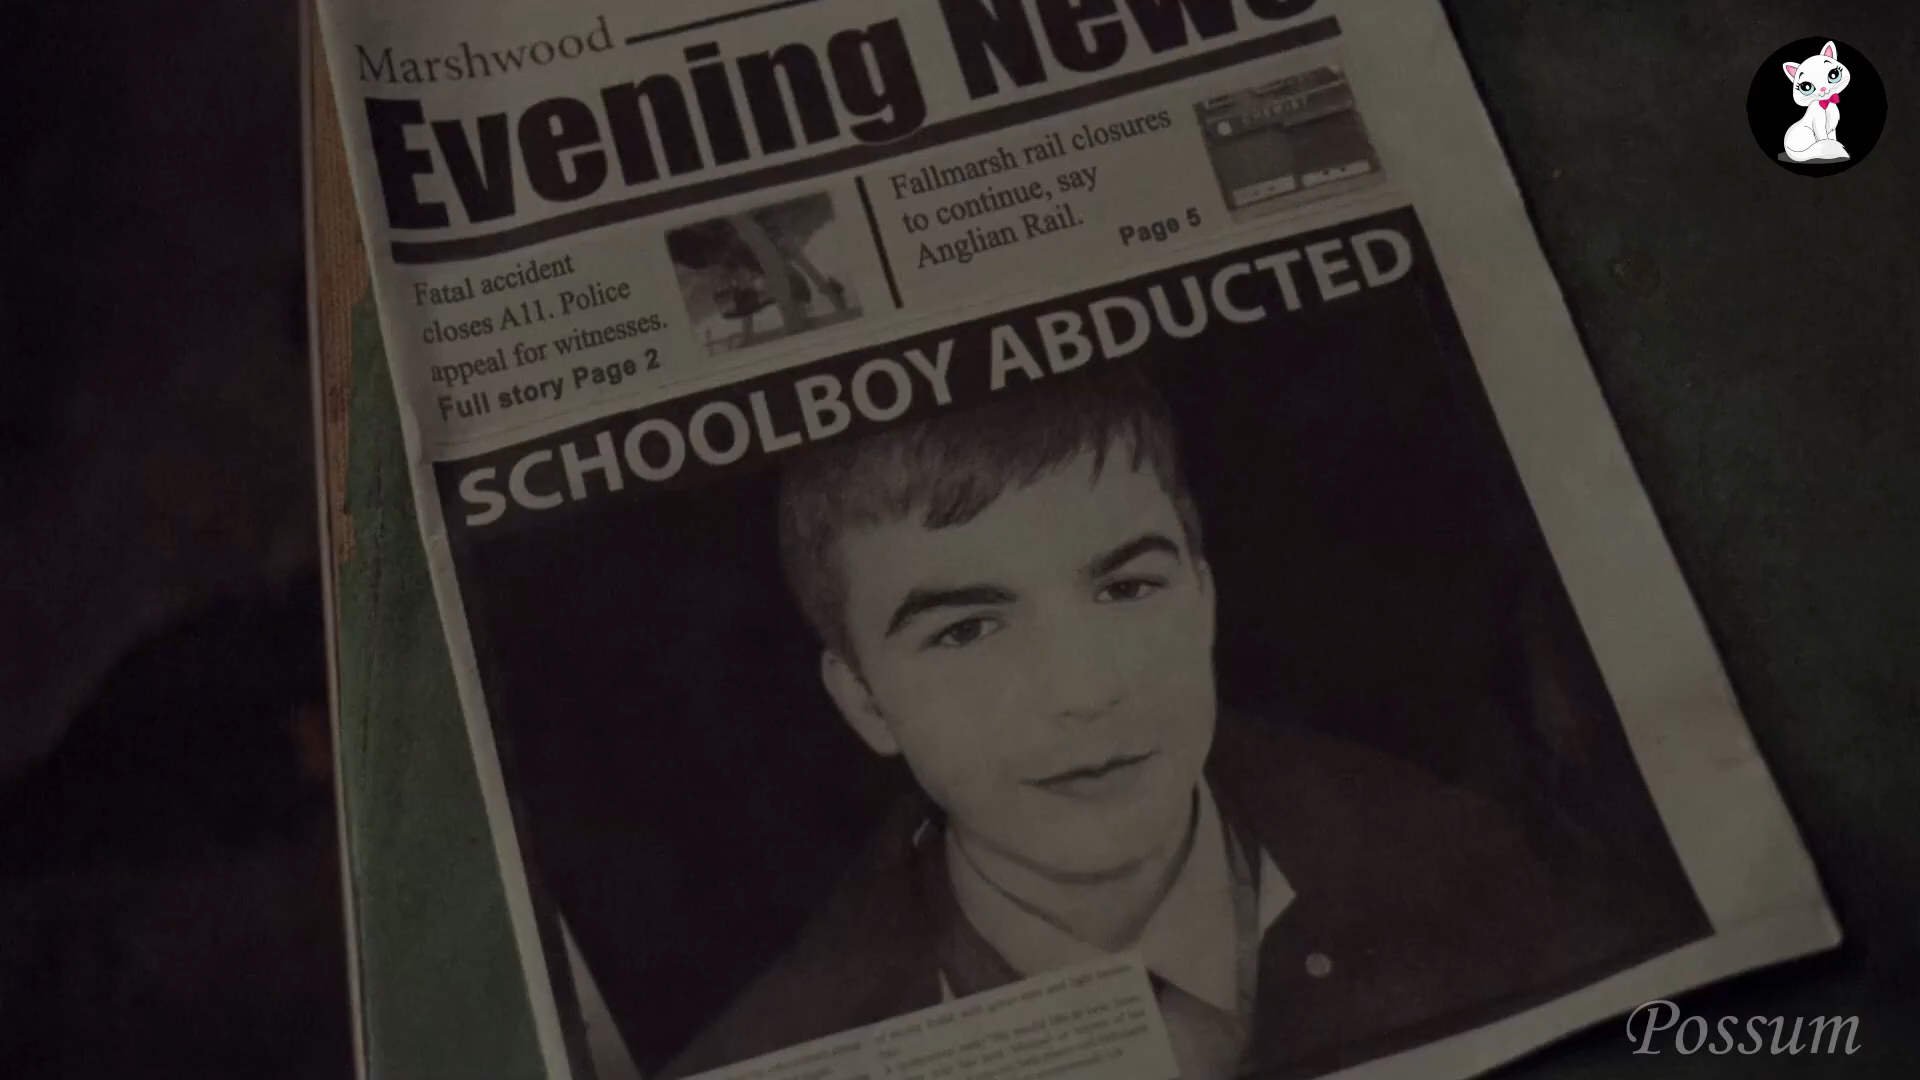 Marshwood
Evening News
Fatal accident
closes A11. Police
appeal for witnesses.
Full story Page 2
Fallmarsh rail closures
to continue, say
Anglian Rail.
Page 5
CHEMIST
SCHOOLBOY ABDUCTED
Possum